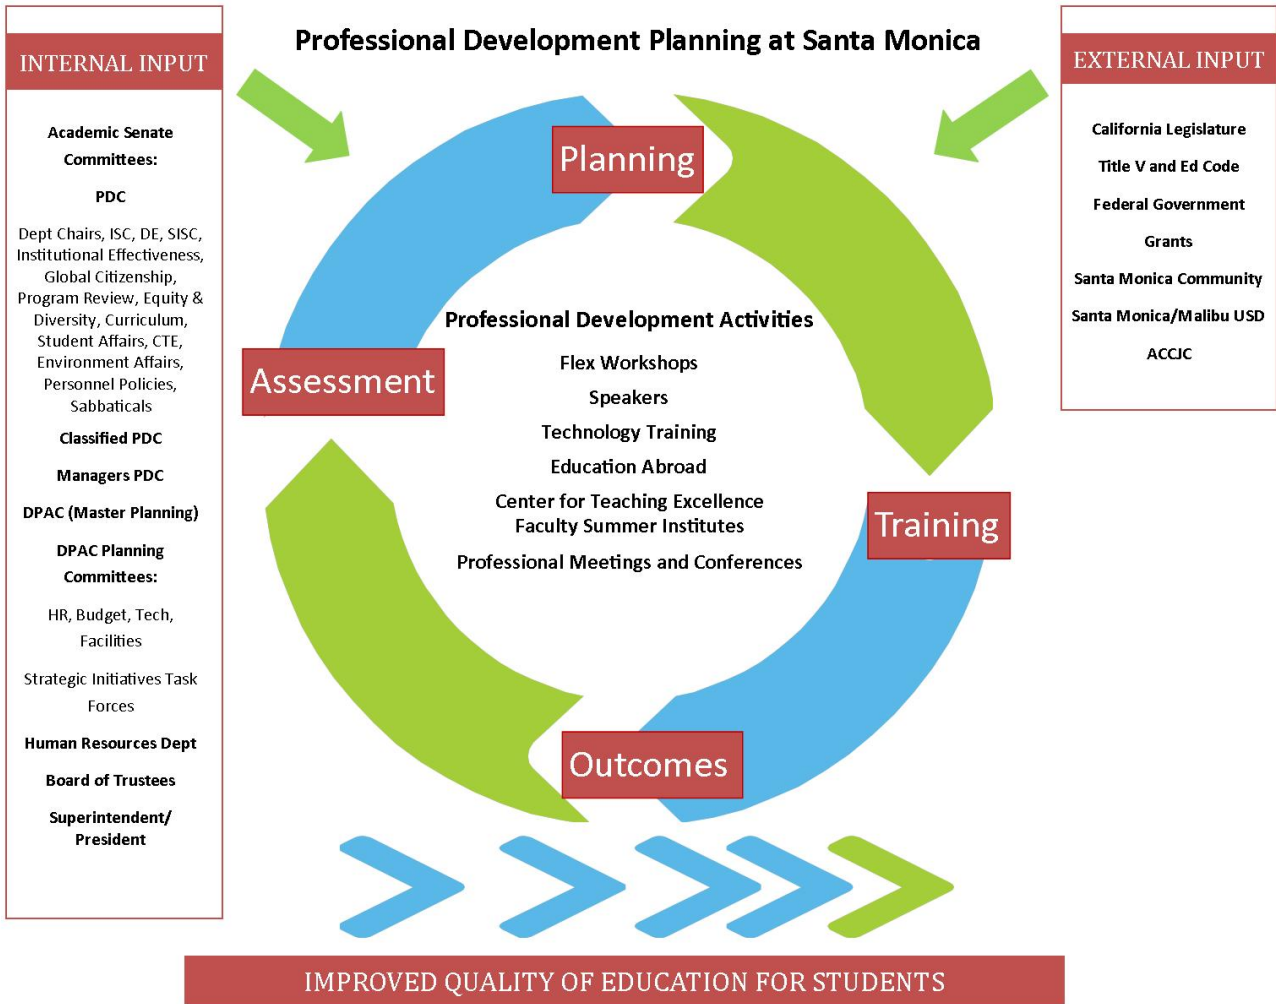 Professional Development Planning at Santa Monica
INTERNAL INPUT
Academic Senate
Committees:
PDC
Dept Chairs, ISC, DE, SISC,
Institutional Effectiveness,
Global Citizenship,
Program Review, Equity &
Diversity, Curriculum,
Student Affairs, CTE,
Environment Affairs,
Personnel Policies,
Sabbaticals
Classified PDC
Managers PDC
DPAC (Master Planning)
DPAC Planning
Committees:
HR, Budget, Tech,
Facilities
Strategic Initiatives Task
Forces
Human Resources Dept
Board of Trustees
Superintendent/
President
EXTERNAL INPUT
California Legislature
Title V and Ed Code
Federal Government
Grants
Santa Monica Community
Santa Monica/Malibu USD
ACCJC
Planning
Assessment
Training
Outcomes
Professional Development Activities
Flex Workshops
Speakers
Technology Training
Education Abroad
Center for Teaching Excellence
Faculty Summer Institutes
Professional Meetings and Conferences
IMPROVED QUALITY OF EDUCATION FOR STUDENTS